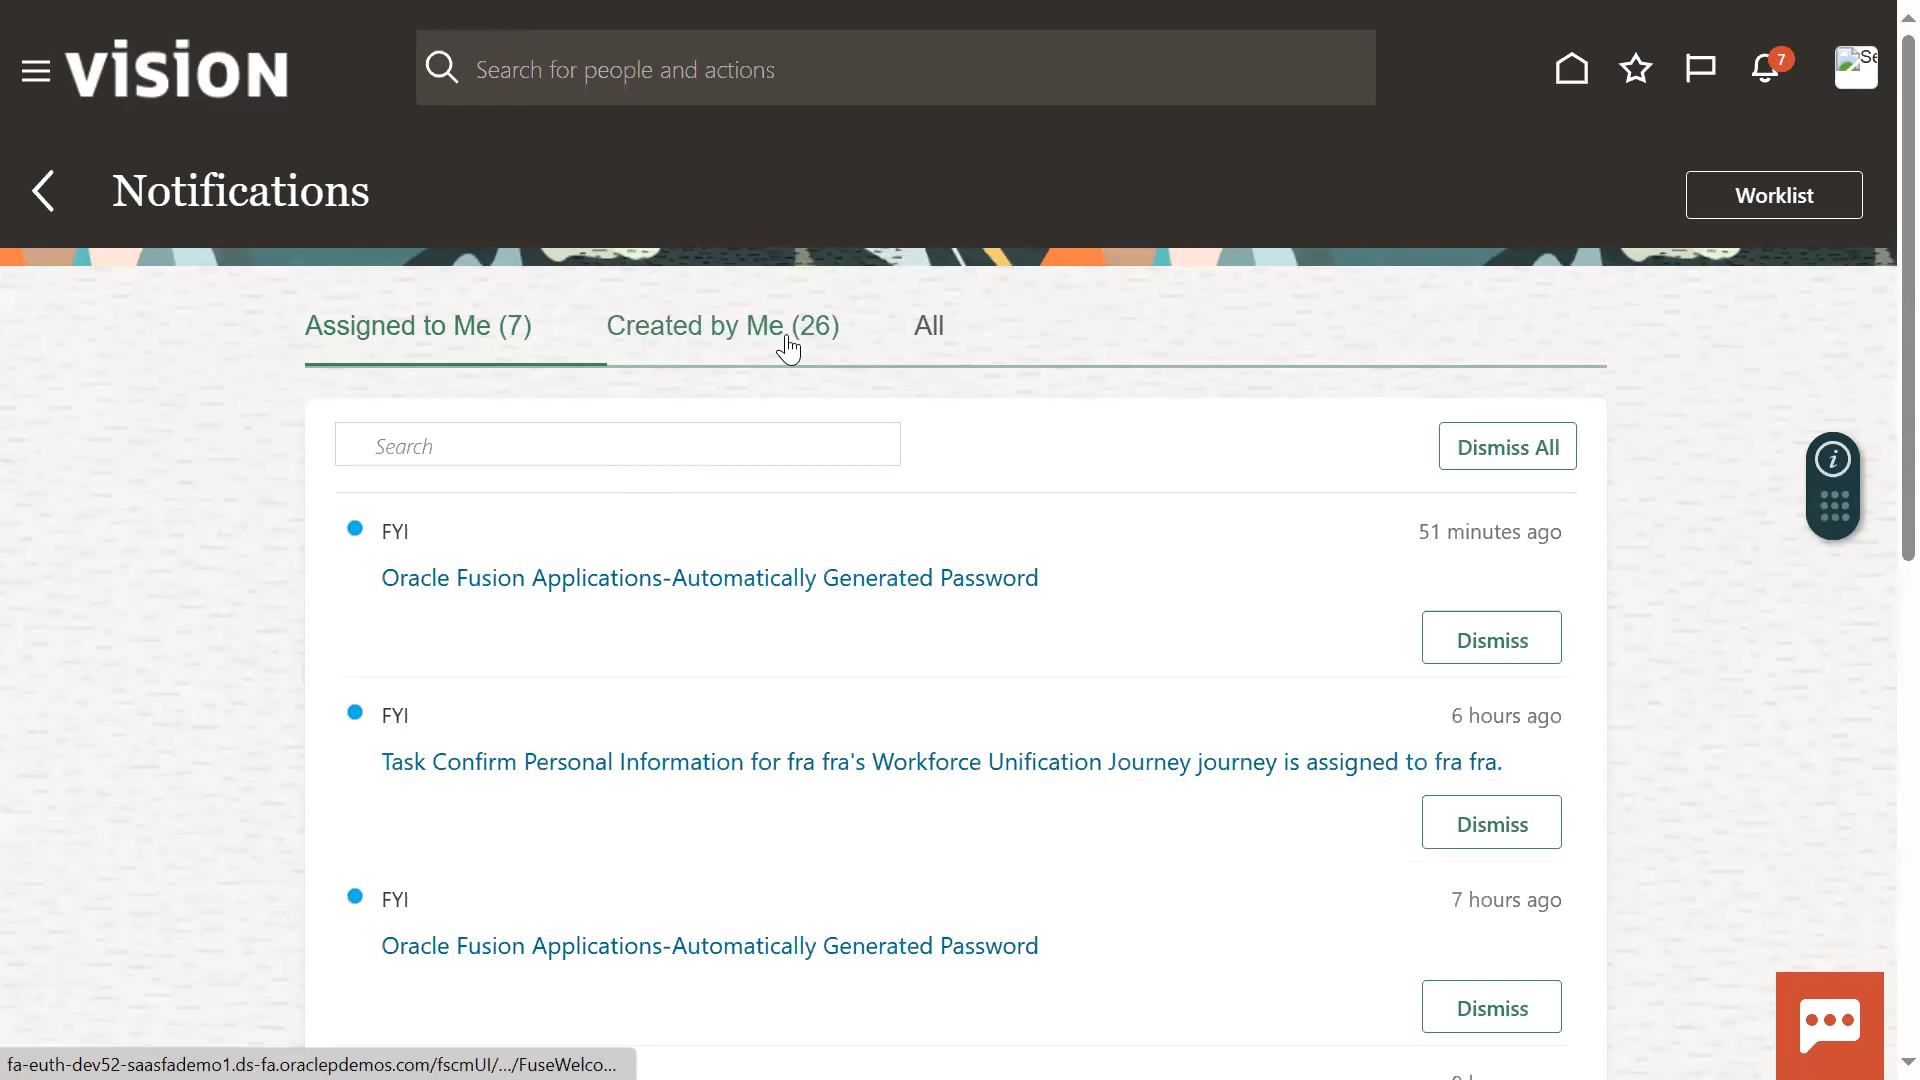 vision
Search for people and actions
7
Se
Notifications
Worklist
Assigned to Me (7)
Created by Me (26)
All
Search
Dismiss All
FYI
51 minutes ago
Oracle Fusion Applications-Automatically Generated Password
Dismiss
FYI
6 hours ago
Task Confirm Personal Information for fra fra's Workforce Unification Journey journey is assigned to fra fra.
Dismiss
FYI
7 hours ago
Oracle Fusion Applications-Automatically Generated Password
Dismiss
fa-euth-dev52-saasfademo1.ds-fa.oraclepdemos.com/fscmUI/.../FuseWelco...